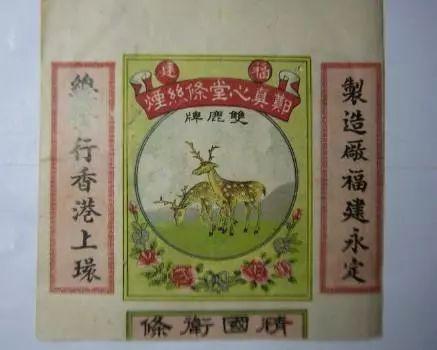 福建
鄭真心堂條絲煙
雙鹿牌
製造廠福建永定
總行香港上環
國衛條